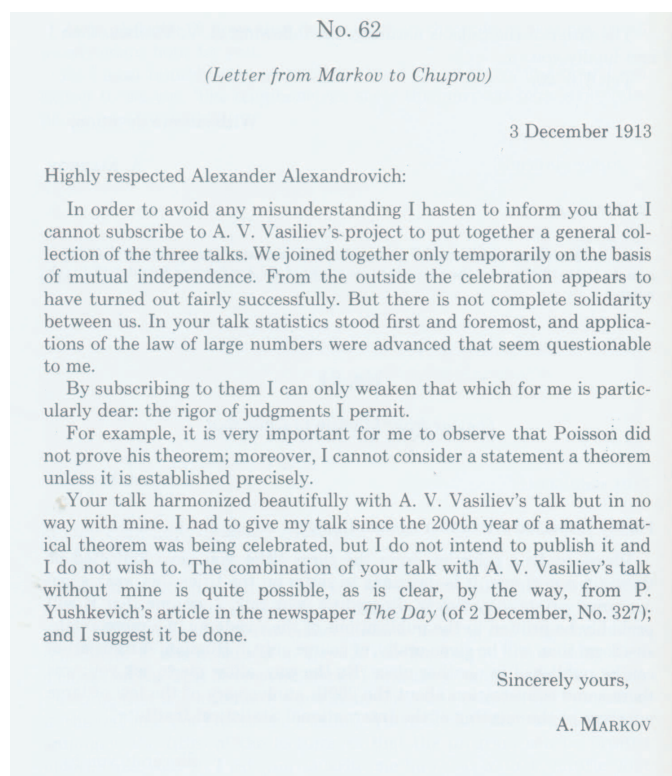 No. 62
(Letter from Markov to Chuprov)
3 December 1913
Highly respected Alexander Alexandrovich:
In order to avoid any misunderstanding I hasten to inform you that I
cannot subscribe to A. V. Vasiliev's project to put together a general col-
lection of the three talks. We joined together only temporarily on the basis
of mutual independence. From the outside the celebration appears to
have turned out fairly successfully. But there is not complete solidarity
between us. In your talk statistics stood first and foremost, and applica-
tions of the law of large numbers were advanced that seem questionable
to me.
By subscribing to them I can only weaken that which for me is partic-
ularly dear: the rigor of judgments I permit.
For example, it is very important for me to observe that Poisson did
not prove his theorem; moreover, I cannot consider a statement a theorem
unless it is established precisely.
Your talk harmonized beautifully with A. V. Vasiliev's talk but in no
way with mine. I had to give my talk since the 200th year of a mathemat-
ical theorem was being celebrated, but I do not intend to publish it and
I do not wish to. The combination of your talk with A. V. Vasiliev's talk
without mine is quite possible, as is clear, by the way, from P.
Yushkevich's article in the newspaper The Day (of 2 December, No. 327);
and I suggest it be done.
Sincerely yours,
A. MARKOV